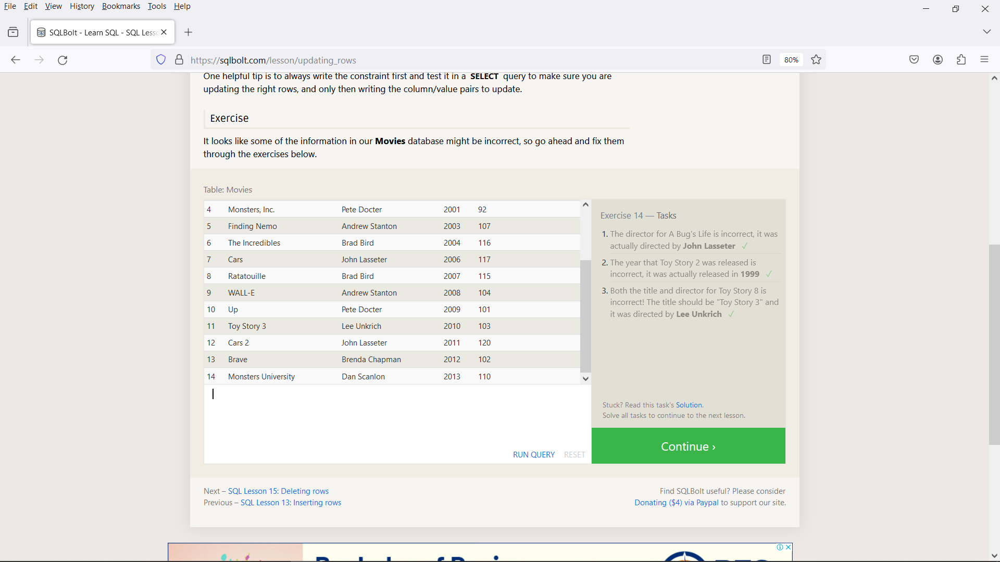 File Edit View History Bookmarks Tools Help
SQLBolt - Learn SQL - SQL Less
https://sqlbolt.com/lesson/updating_rows
80%
One helpful tip is to always write the constraint first and test it in a SELECT query to make sure you are
updating the right rows, and only then writing the column/value pairs to update.
Exercise
It looks like some of the information in our Movies database might be incorrect, so go ahead and fix them
through the exercises below.
Table: Movies
4 Monsters, Inc. Pete Docter 2001 92
5 Finding Nemo Andrew Stanton 2003 107
6 The Incredibles Brad Bird 2004 116
7 Cars John Lasseter 2006 117
8 Ratatouille Brad Bird 2007 115
9 WALL-E Andrew Stanton 2008 104
10 Up Pete Docter 2009 101
11 Toy Story 3 Lee Unkrich 2010 103
12 Cars 2 John Lasseter 2011 120
13 Brave Brenda Chapman 2012 102
14 Monsters University Dan Scanlon 2013 110
RUN QUERY RESET
Exercise 14 — Tasks
1. The director for A Bug's Life is incorrect, it was
actually directed by John Lasseter ✓
2. The year that Toy Story 2 was released is
incorrect, it was actually released in 1999 ✓
3. Both the title and director for Toy Story 8 is
incorrect! The title should be "Toy Story 3" and
it was directed by Lee Unkrich ✓
Stuck? Read this task's Solution.
Solve all tasks to continue to the next lesson.
Continue ›
Next – SQL Lesson 15: Deleting rows
Previous – SQL Lesson 13: Inserting rows
Find SQLBolt useful? Please consider
Donating ($4) via Paypal to support our site.